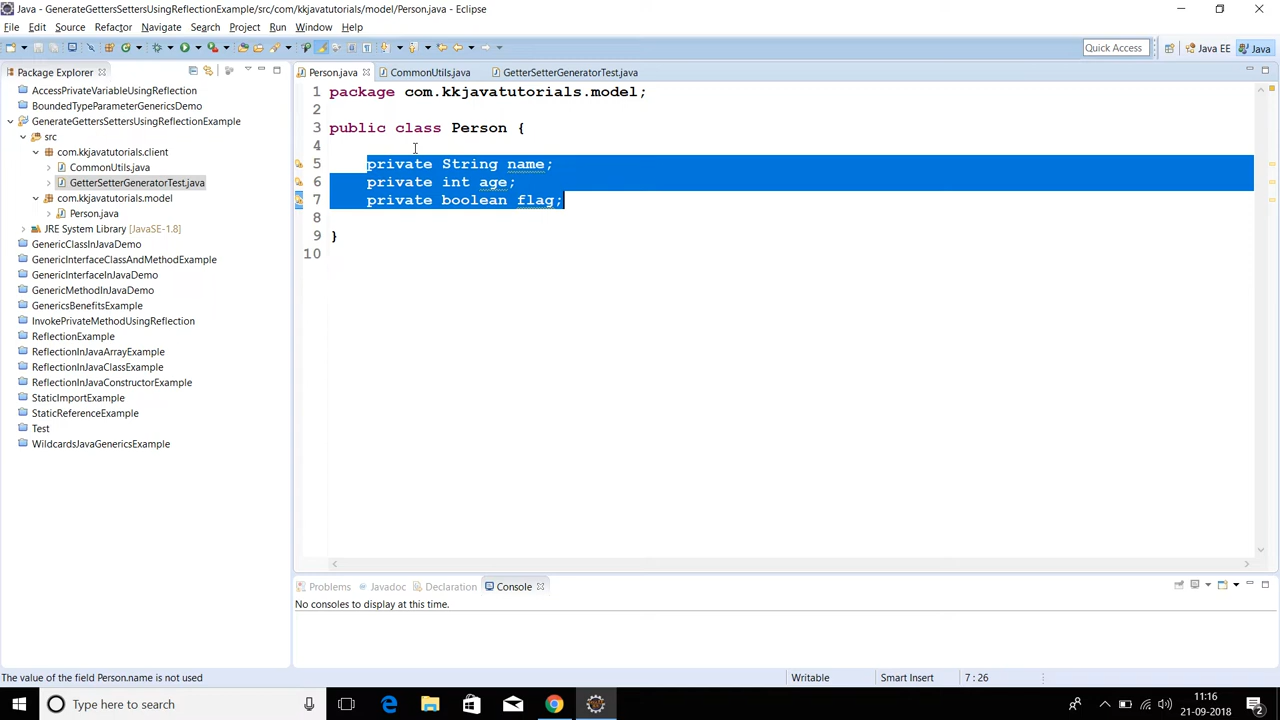 Java - GenerateGettersSettersUsingReflectionExample/src/com/kkjavatutorials/model/Person.java - Eclipse
File Edit Source Refactor Navigate Search Project Run Window Help
Quick Access Java EE Java
Package Explorer
AccessPrivateVariableUsingReflection
BoundedTypeParameterGenericsDemo
GenerateGettersSettersUsingReflectionExample
src
com.kkjavatutorials.client
CommonUtils.java
GetterSetterGeneratorTest.java
com.kkjavatutorials.model
Person.java
JRE System Library [JavaSE-1.8]
GenericClassInJavaDemo
GenericInterfaceClassAndMethodExample
GenericInterfaceInJavaDemo
GenericMethodInJavaDemo
GenericsBenefitsExample
InvokePrivateMethodUsingReflection
ReflectionExample
ReflectionInJavaArrayExample
ReflectionInJavaClassExample
ReflectionInJavaConstructorExample
StaticImportExample
StaticReferenceExample
Test
WildcardsJavaGenericsExample
Person.java CommonUtils.java GetterSetterGeneratorTest.java
1 package com.kkjavatutorials.model;
2
3 public class Person {
4
5 private String name;
6 private int age;
7 private boolean flag;
8
9 }
10
Problems Javadoc Declaration Console
No consoles to display at this time.
The value of the field Person.name is not used Writable Smart Insert 7 : 26
Type here to search 11:16
21-09-2018 2